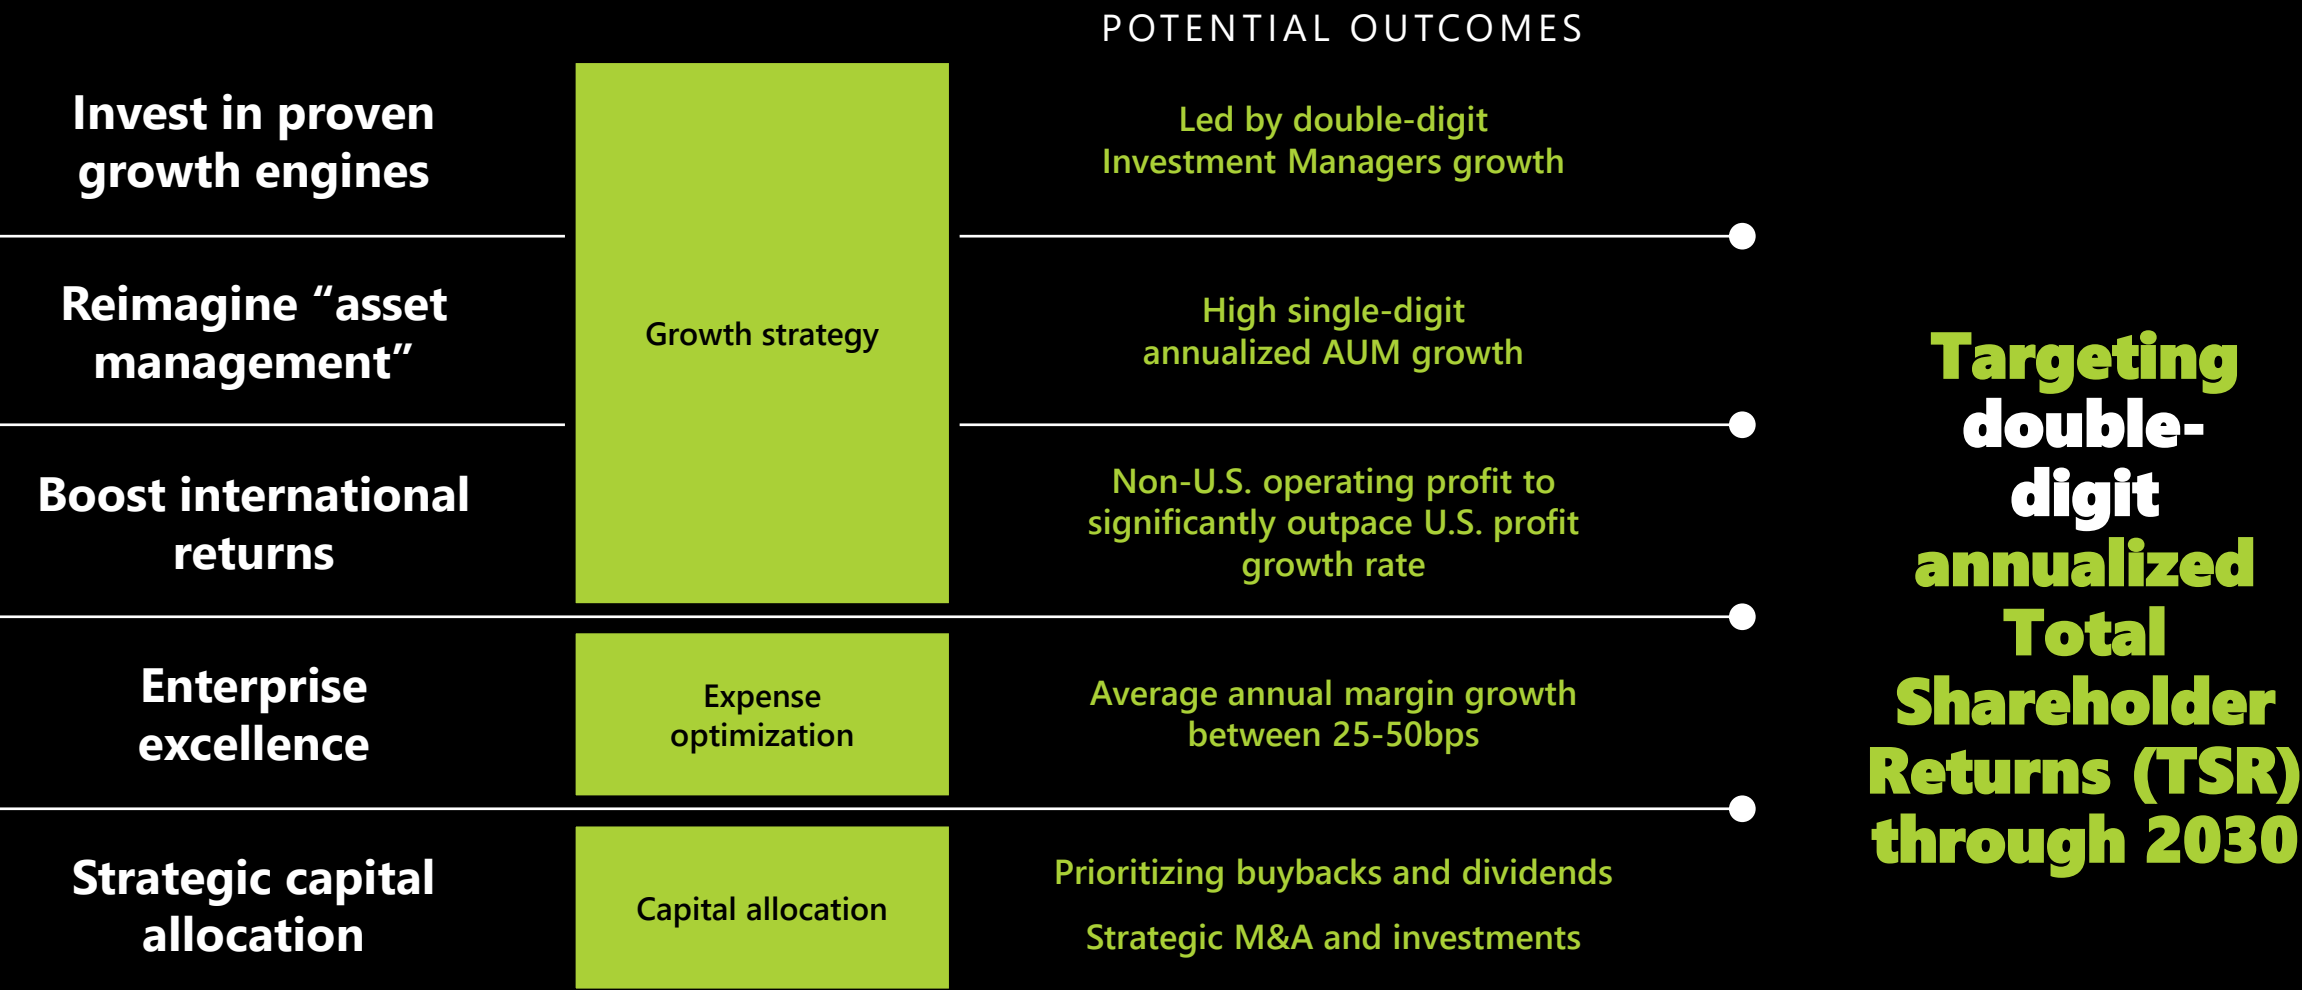 POTENTIAL OUTCOMES
Invest in proven
growth engines
Led by double-digit
Investment Managers growth
Reimagine “asset
management”
Growth strategy
High single-digit
annualized AUM growth
Boost international
returns
Non-U.S. operating profit to
significantly outpace U.S. profit
growth rate
Enterprise
excellence
Expense
optimization
Average annual margin growth
between 25-50bps
Strategic capital
allocation
Capital allocation
Prioritizing buybacks and dividends
Strategic M&A and investments
Targeting
double-
digit
annualized
Total
Shareholder
Returns (TSR)
through 2030